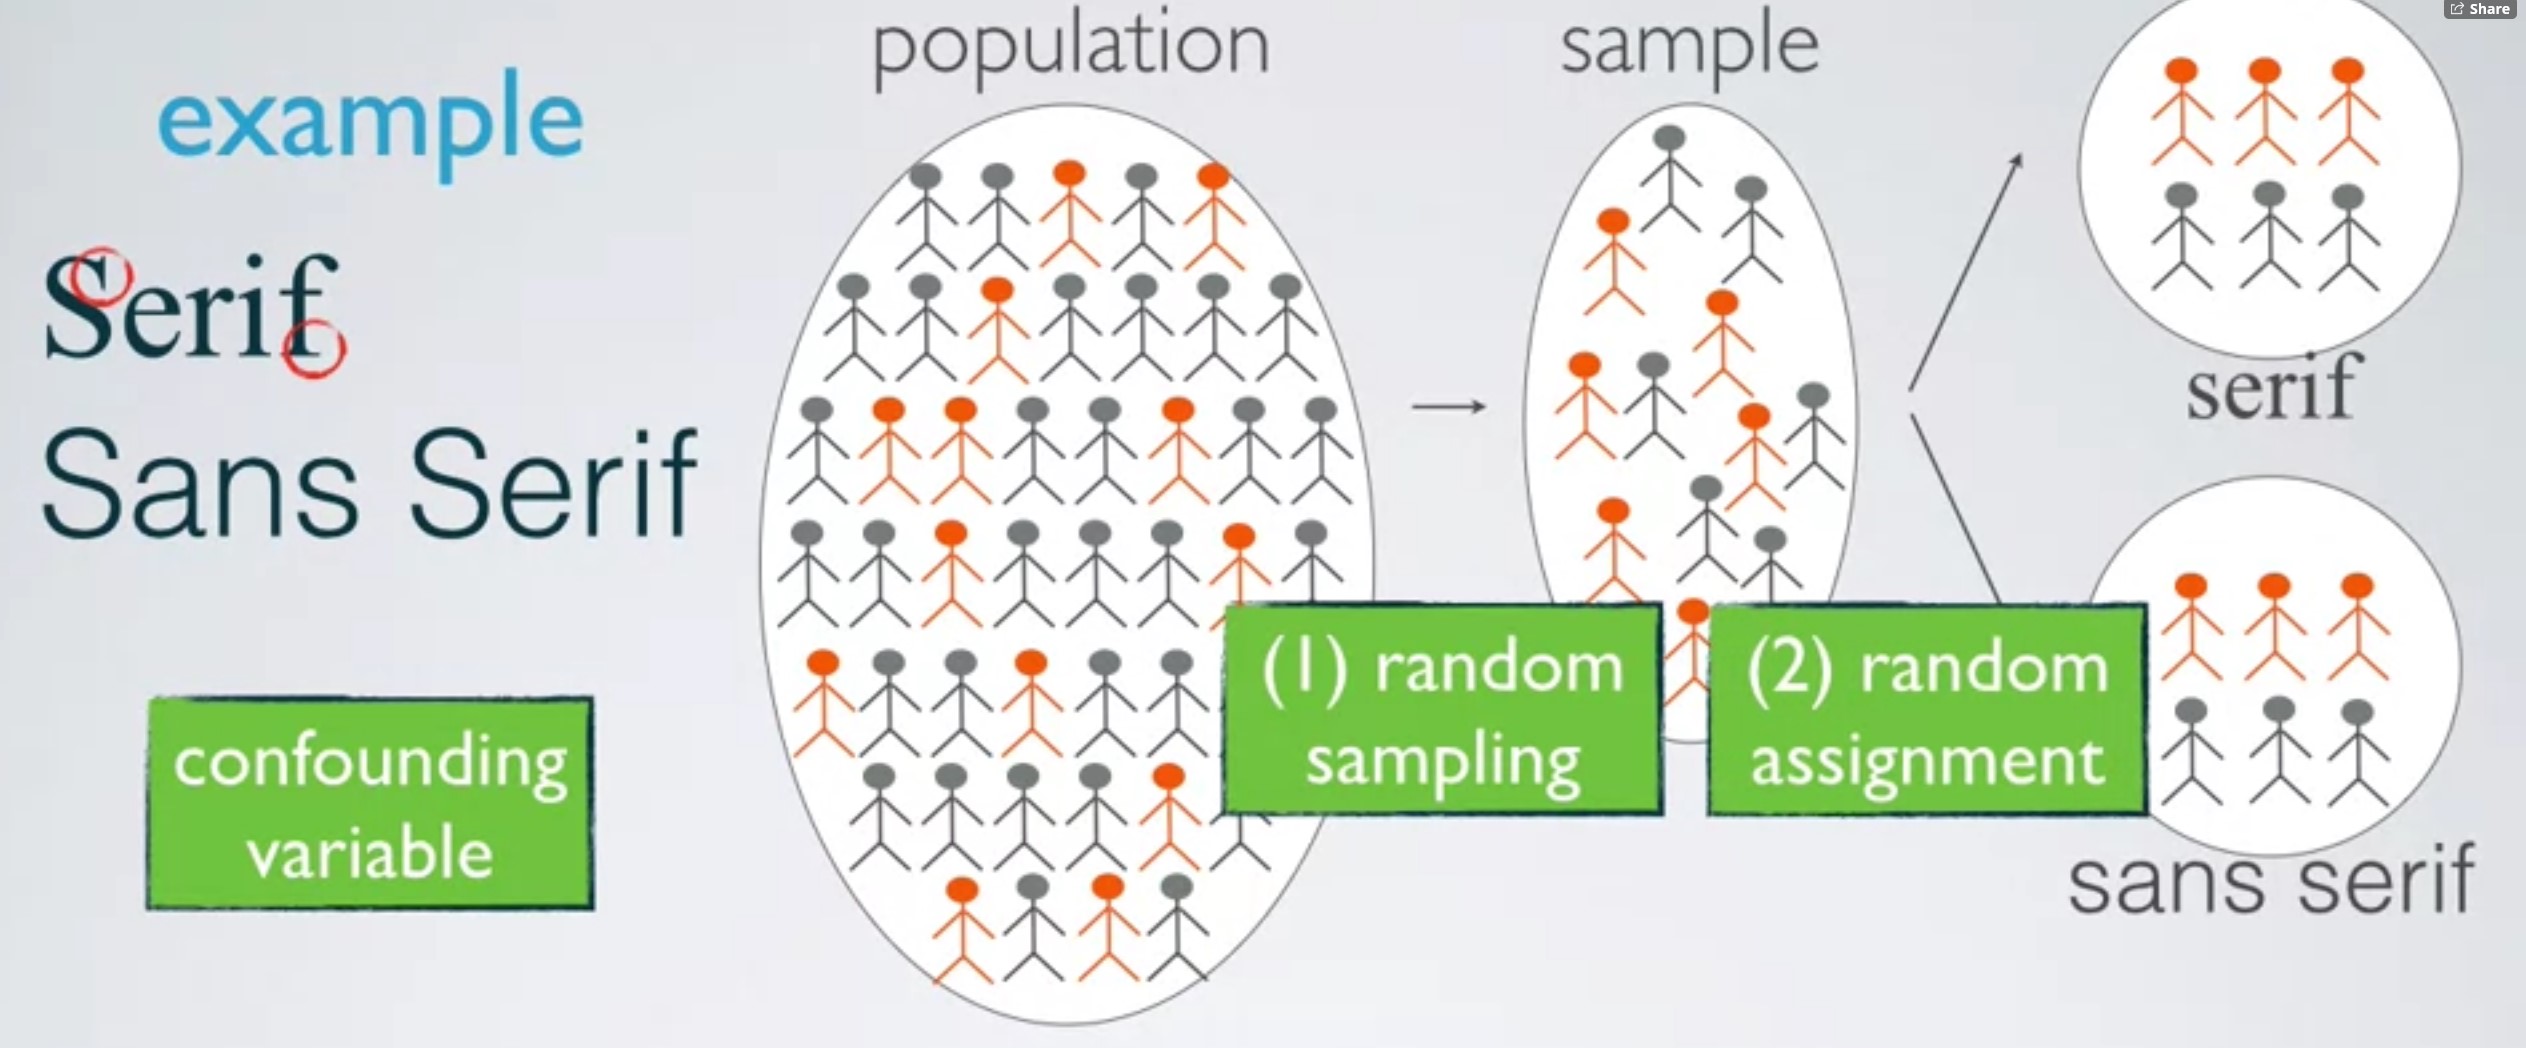 Share
example
Serif
Sans Serif
confounding
variable
population
sample
(1) random
sampling
(2) random
assignment
serif
sans serif